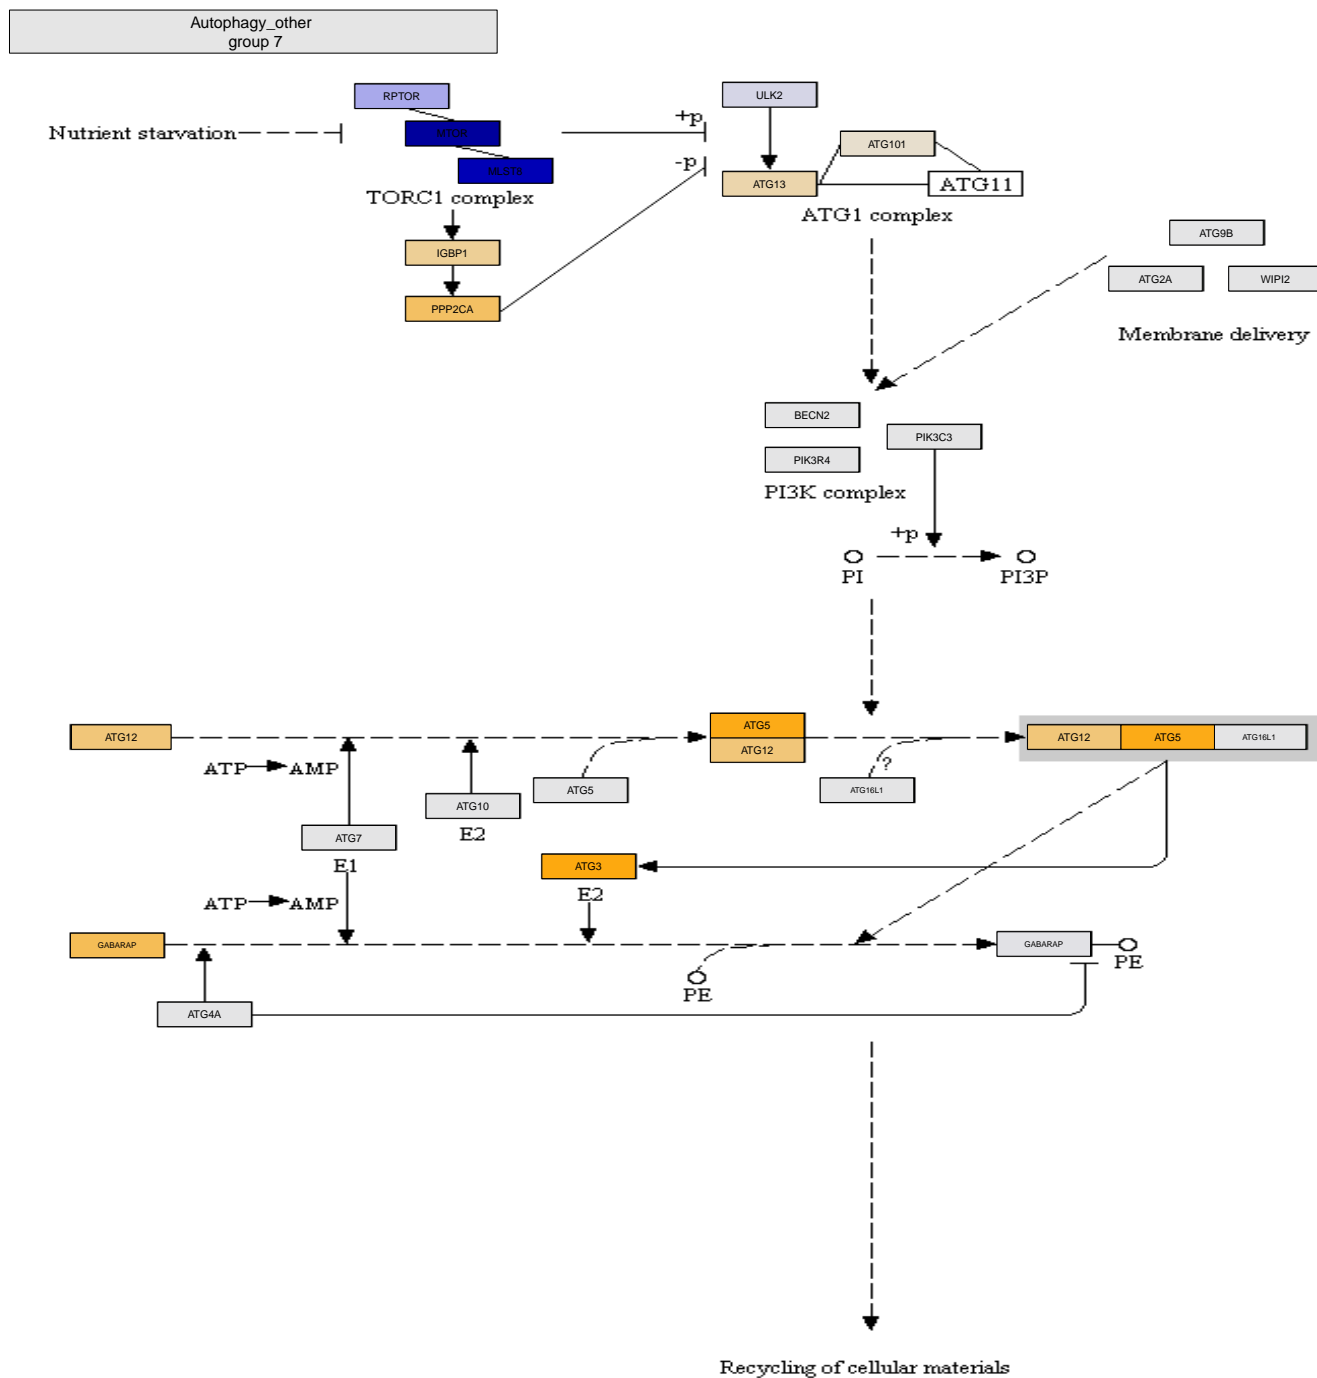 Autophagy_other
group 7
RPTOR
ULK2
Nutrient starvation
MTOR
+p
ATG101
-p
MLST8
ATG13
ATG11
TORC1 complex
ATG1 complex
ATG9B
IGBP1
ATG2A
WIPI2
PPP2CA
Membrane delivery
BECN2
PIK3C3
PIK3R4
PI3K complex
+p
PI
PI3P
ATG12
ATG5
ATG12
ATG12
ATG5
ATG16L1
ATP
AMP
?
ATG5
ATG16L1
ATG10
E2
ATG7
E1
ATG3
E2
ATP
AMP
GABARAP
GABARAP
PE
PE
ATG4A
Recycling of cellular materials